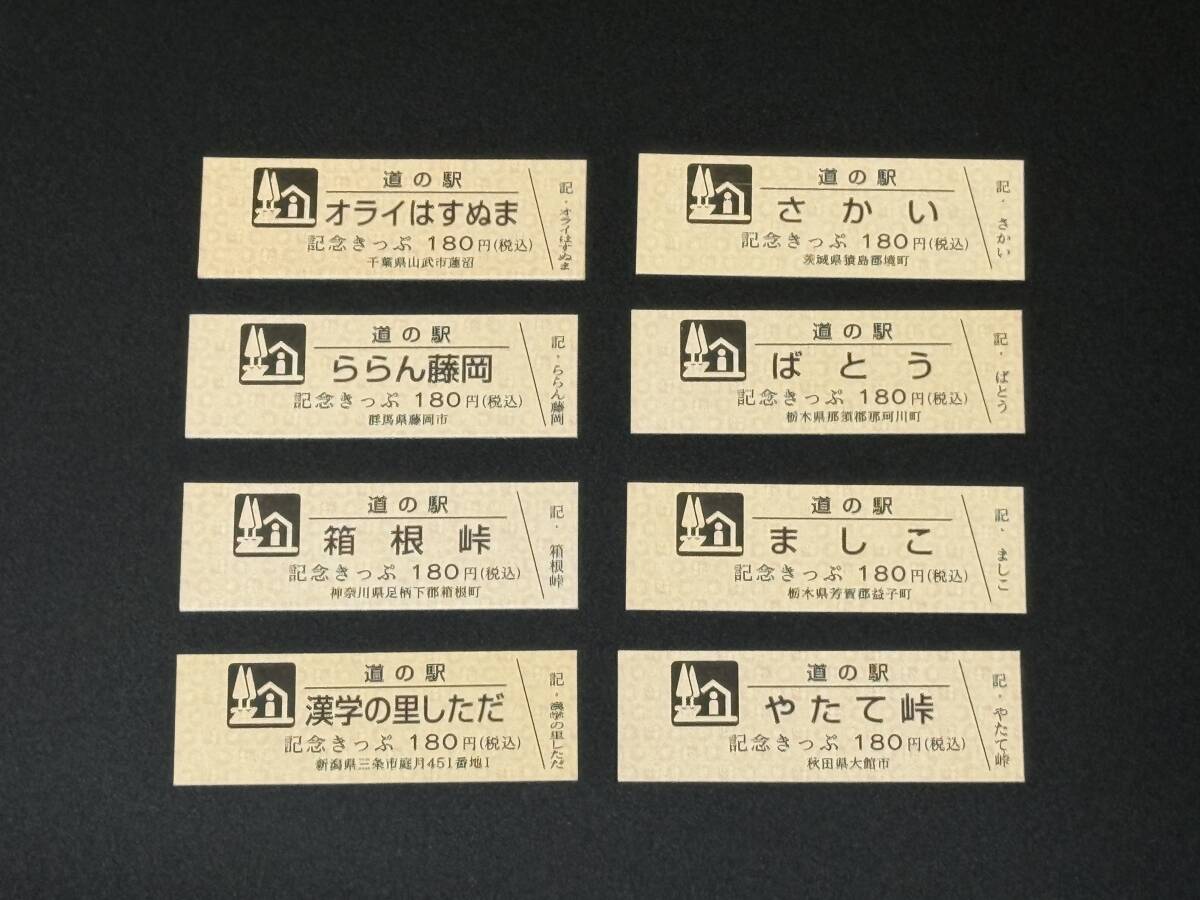 道の駅
オライはすぬま
記念きっぷ 180円(税込)
千葉県山武市蓮沼
記・オライはすぬま
道の駅
さかい
記念きっぷ 180円(税込)
茨城県猿島郡境町
記・さかい
道の駅
ららん藤岡
記念きっぷ 180円(税込)
群馬県藤岡市
記・ららん藤岡
道の駅
ばとう
記念きっぷ 180円(税込)
栃木県那須郡那珂川町
記・ばとう
道の駅
箱根峠
記念きっぷ 180円(税込)
神奈川県足柄下郡箱根町
記・箱根峠
道の駅
ましこ
記念きっぷ 180円(税込)
栃木県芳賀郡益子町
記・ましこ
道の駅
漢学の里しただ
記念きっぷ 180円(税込)
新潟県三条市庭月451番地1
記・漢学の里しただ
道の駅
やたて峠
記念きっぷ 180円(税込)
秋田県大館市
記・やたて峠